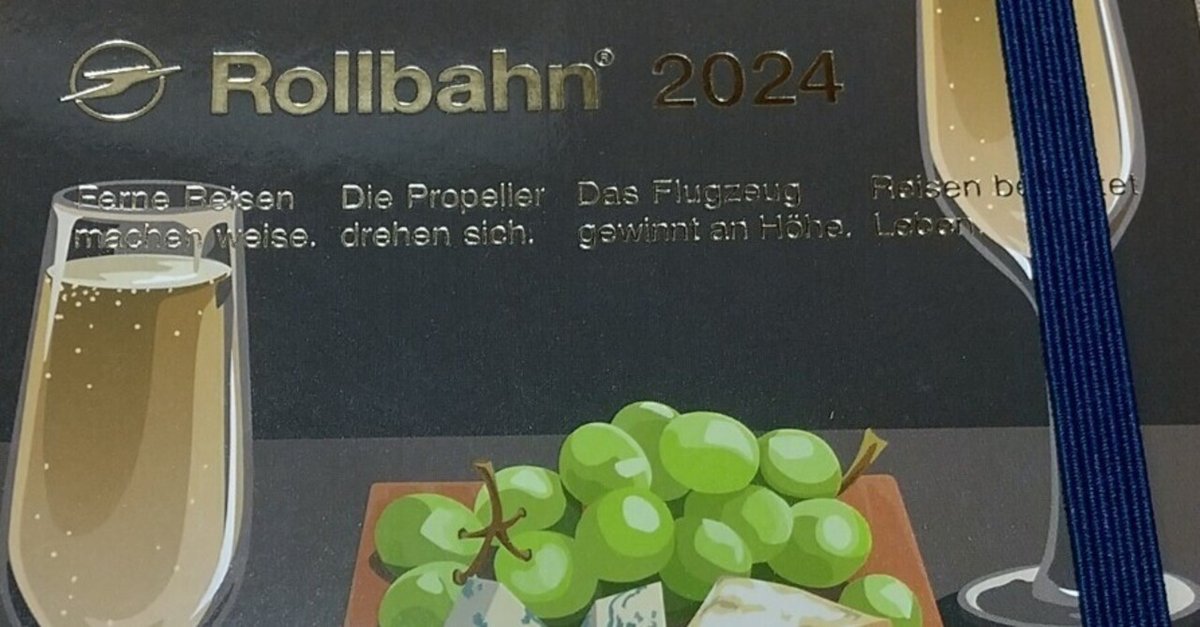 Rollbahn® 2024
Ferne Reisen machen weise.
Die Propeller drehen sich.
Das Flugzeug gewinnt an Höhe.
Reisen Leben.